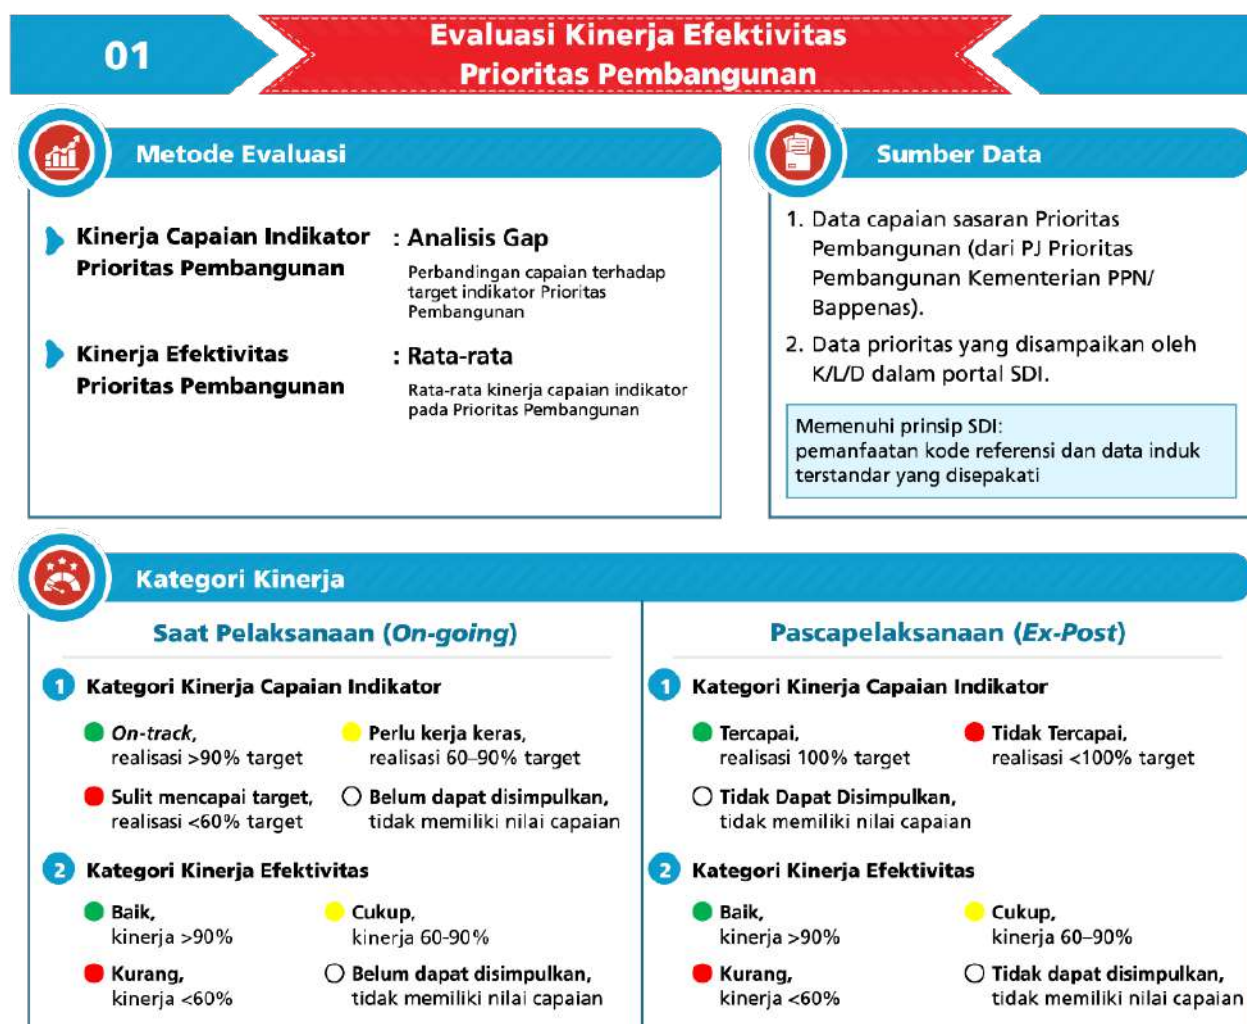 01
Evaluasi Kinerja Efektivitas
Prioritas Pembangunan
Metode Evaluasi
Kinerja Capaian Indikator
Prioritas Pembangunan
: Analisis Gap
Perbandingan capaian terhadap
target indikator Prioritas
Pembangunan
Kinerja Efektivitas
Prioritas Pembangunan
: Rata-rata
Rata-rata kinerja capaian indikator
pada Prioritas Pembangunan
Sumber Data
1. Data capaian sasaran Prioritas
Pembangunan (dari PJ Prioritas
Pembangunan Kementerian PPN/
Bappenas).
2. Data prioritas yang disampaikan oleh
K/L/D dalam portal SDI.
Memenuhi prinsip SDI:
pemanfaatan kode referensi dan data induk
terstandar yang disepakati
Kategori Kinerja
Saat Pelaksanaan (On-going)
1 Kategori Kinerja Capaian Indikator
On-track,
realisasi >90% target
Perlu kerja keras,
realisasi 60–90% target
Sulit mencapai target,
realisasi <60% target
Belum dapat disimpulkan,
tidak memiliki nilai capaian
2 Kategori Kinerja Efektivitas
Baik,
kinerja >90%
Cukup,
kinerja 60-90%
Kurang,
kinerja <60%
Belum dapat disimpulkan,
tidak memiliki nilai capaian
Pascapelaksanaan (Ex-Post)
1 Kategori Kinerja Capaian Indikator
Tercapai,
realisasi 100% target
Tidak Tercapai,
realisasi <100% target
Tidak Dapat Disimpulkan,
tidak memiliki nilai capaian
2 Kategori Kinerja Efektivitas
Baik,
kinerja >90%
Cukup,
kinerja 60–90%
Kurang,
kinerja <60%
Tidak dapat disimpulkan,
tidak memiliki nilai capaian